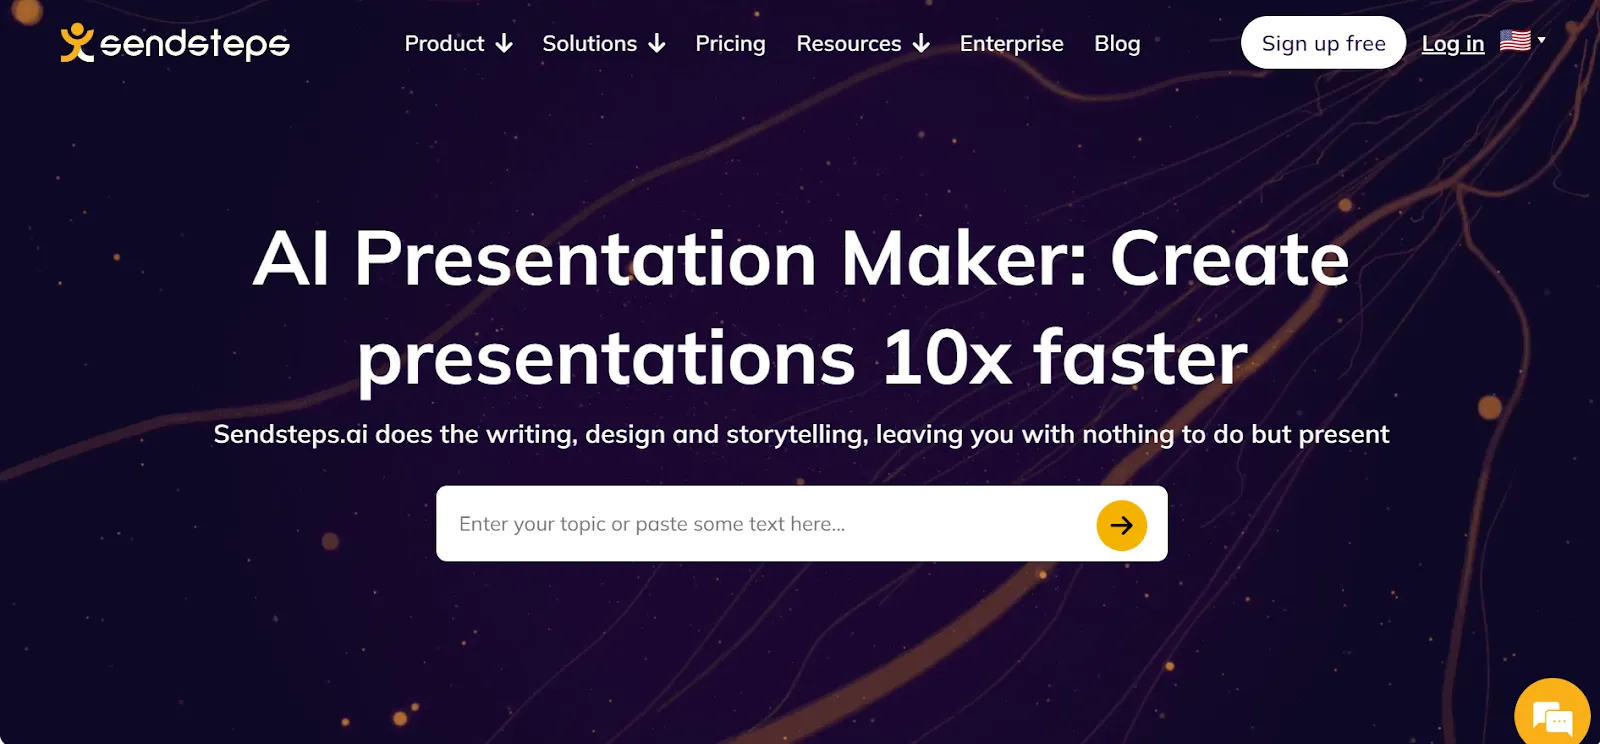 sendsteps
Product
Solutions
Pricing
Resources
Enterprise
Blog
Sign up free
Log in
AI Presentation Maker: Create
presentations 10x faster
Sendsteps.ai does the writing, design and storytelling, leaving you with nothing to do but present
Enter your topic or paste some text here...